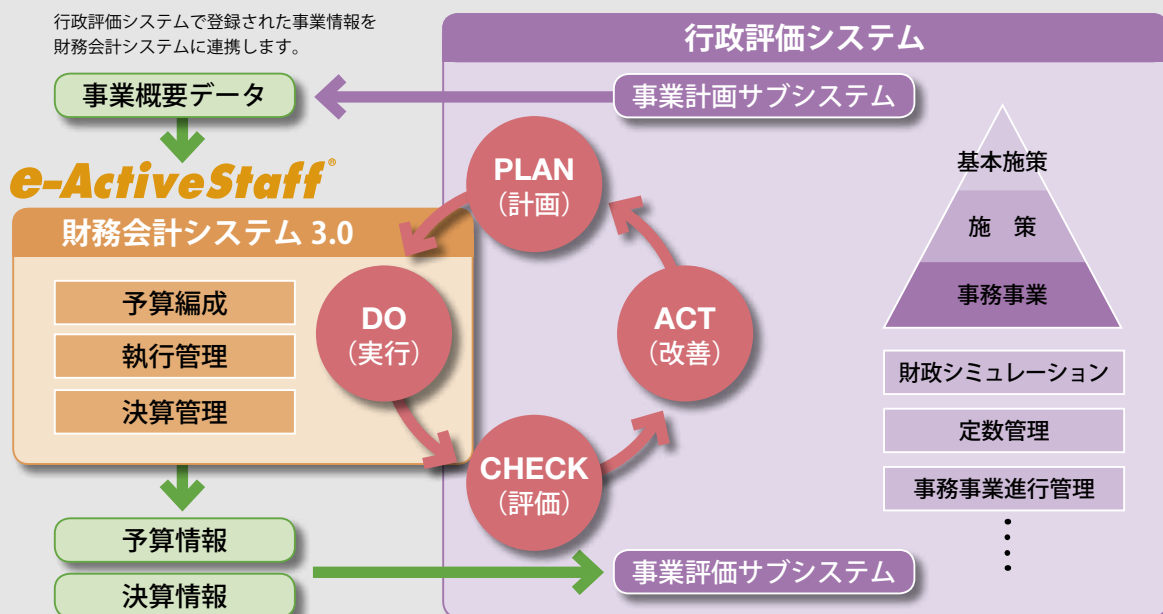 行政評価システムで登録された事業情報を
財務会計システムに連携します。
事業概要データ
e-ActiveStaff®
財務会計システム 3.0
予算編成
執行管理
決算管理
予算情報
決算情報
行政評価システム
事業計画サブシステム
PLAN
（計画）
DO
（実行）
CHECK
（評価）
ACT
（改善）
事業評価サブシステム
基本施策
施　策
事務事業
財政シミュレーション
定数管理
事務事業進行管理